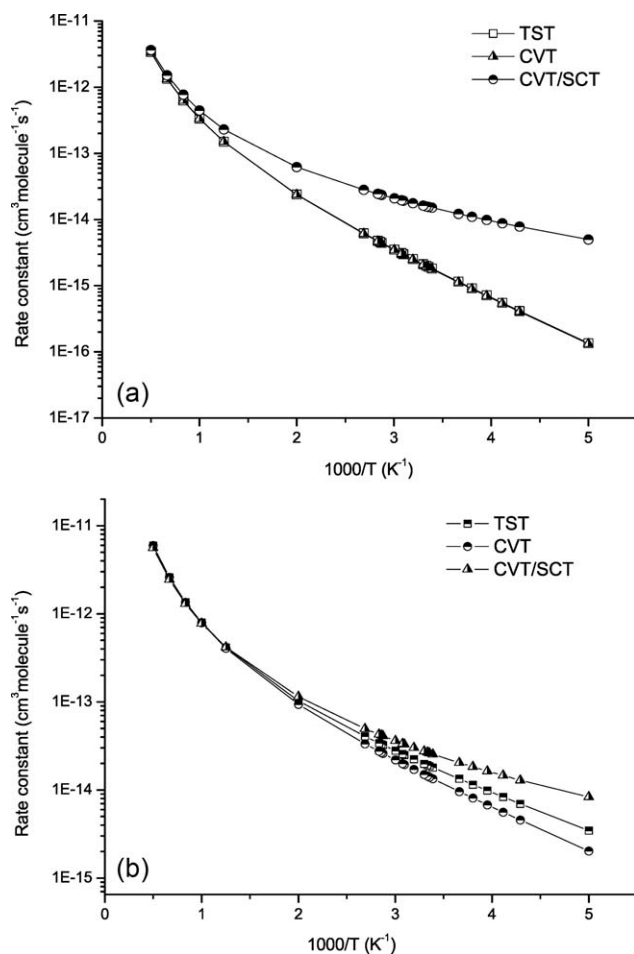 1E-11
1E-12
1E-13
1E-14
1E-15
1E-16
1E-17
Rate constant (cm³molecule⁻¹s⁻¹)
TST
CVT
CVT/SCT
(a)
0 1 2 3 4 5
1000/T (K⁻¹)
1E-11
1E-12
1E-13
1E-14
1E-15
Rate constant (cm³molecule⁻¹s⁻¹)
TST
CVT
CVT/SCT
(b)
0 1 2 3 4 5
1000/T (K⁻¹)